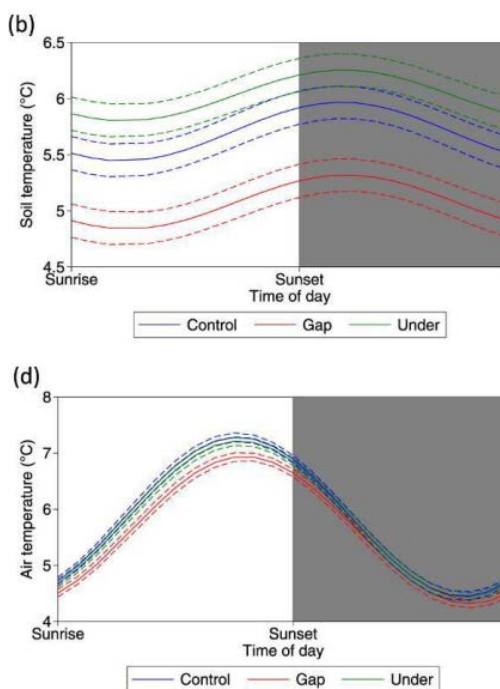 (b)
6.5
6
5.5
5
4.5
Soil temperature (°C)
Sunrise Sunset
Time of day
Control Gap Under
(d)
8
7
6
5
4
Air temperature (°C)
Sunrise Sunset
Time of day
Control Gap Under